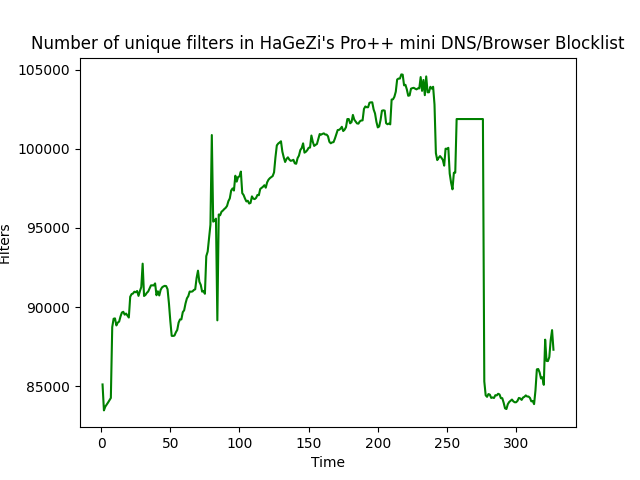 Number of unique filters in HaGeZi's Pro++ mini DNS/Browser Blocklist
105000
100000
95000
90000
85000
Filters
0 50 100 150 200 250 300
Time